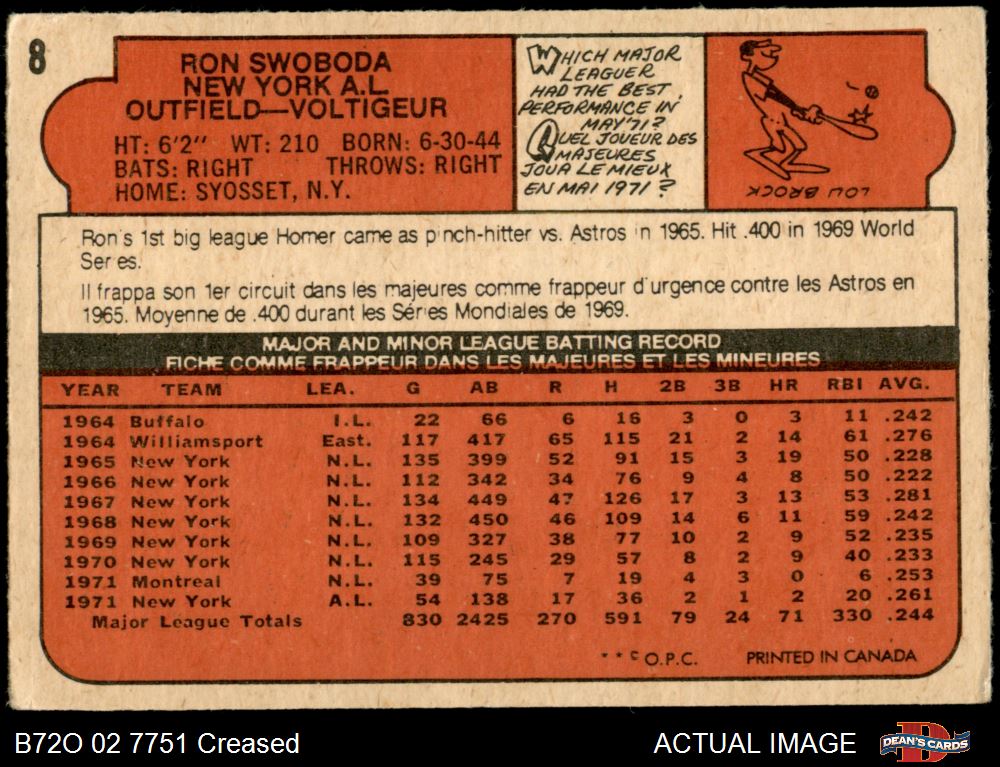 8
RON SWOBODA
NEW YORK A.L.
OUTFIELD—VOLTIGEUR
HT: 6'2" WT: 210 BORN: 6-30-44
BATS: RIGHT THROWS: RIGHT
HOME: SYOSSET, N.Y.
WHICH MAJOR
LEAGUER
HAD THE BEST
PERFORMANCE IN
MAY '71?
QUEL JOUEUR DES
MAJEURES
JOUA LE MIEUX
EN MAI 1971?
LOU BROCK
Ron's 1st big league Homer came as pinch-hitter vs. Astros in 1965. Hit .400 in 1969 World
Series.
Il frappa son 1er circuit dans les majeures comme frappeur d'urgence contre les Astros en
1965. Moyenne de .400 durant les Séries Mondiales de 1969.
MAJOR AND MINOR LEAGUE BATTING RECORD
FICHE COMME FRAPPEUR DANS LES MAJEURES ET LES MINEURES
YEAR TEAM LEA. G AB R H 2B 3B HR RBI AVG.
1964 Buffalo I.L. 22 66 6 16 3 0 3 11 .242
1964 Williamsport East. 117 417 65 115 21 2 14 61 .276
1965 New York N.L. 135 399 52 91 15 3 19 50 .228
1966 New York N.L. 112 342 34 76 9 4 8 50 .222
1967 New York N.L. 134 449 47 126 17 3 13 53 .281
1968 New York N.L. 132 450 46 109 14 6 11 59 .242
1969 New York N.L. 109 327 38 77 10 2 9 52 .235
1970 New York N.L. 115 245 29 57 8 2 9 40 .233
1971 Montreal N.L. 39 75 7 19 4 3 0 6 .253
1971 New York A.L. 54 138 17 36 2 1 2 20 .261
Major League Totals 830 2425 270 591 79 24 71 330 .244
* * © O.P.C. PRINTED IN CANADA
B72O 02 7751 Creased
ACTUAL IMAGE
D
DEAN'S CARDS